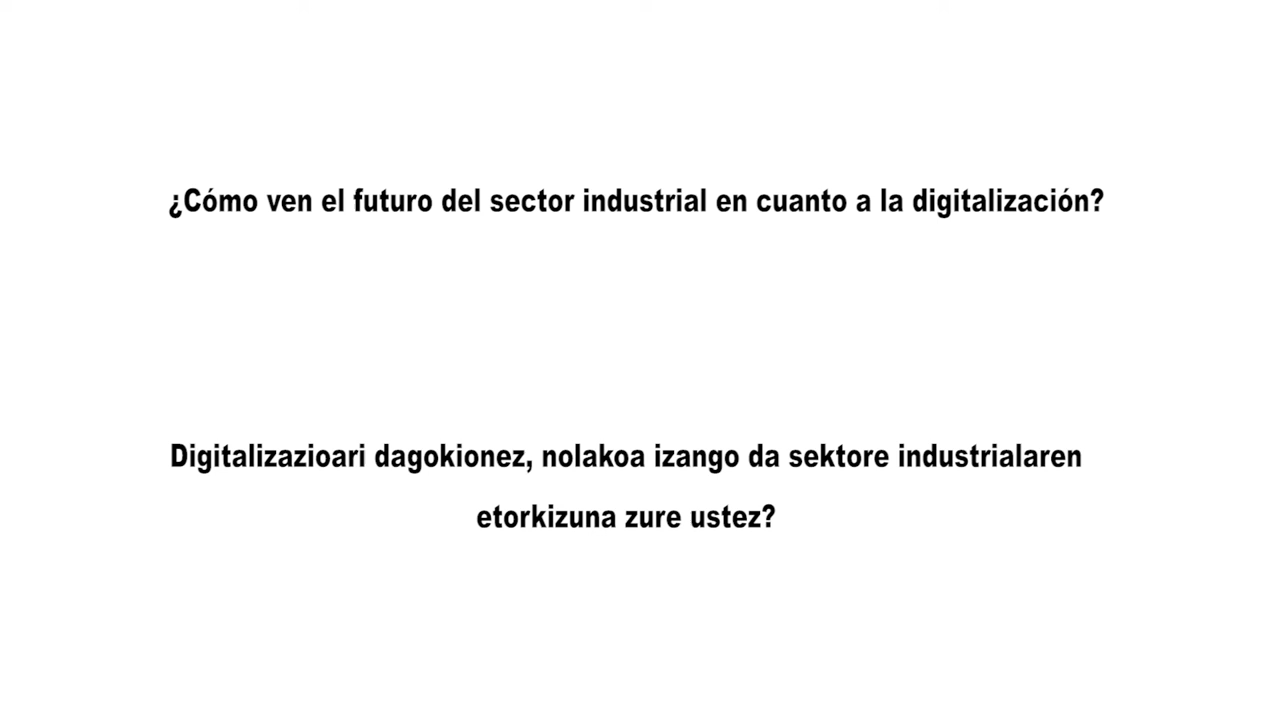 ¿Cómo ven el futuro del sector industrial en cuanto a la digitalización?
Digitalizazioari dagokionez, nolakoa izango da sektore industrialaren
etorkizuna zure ustez?